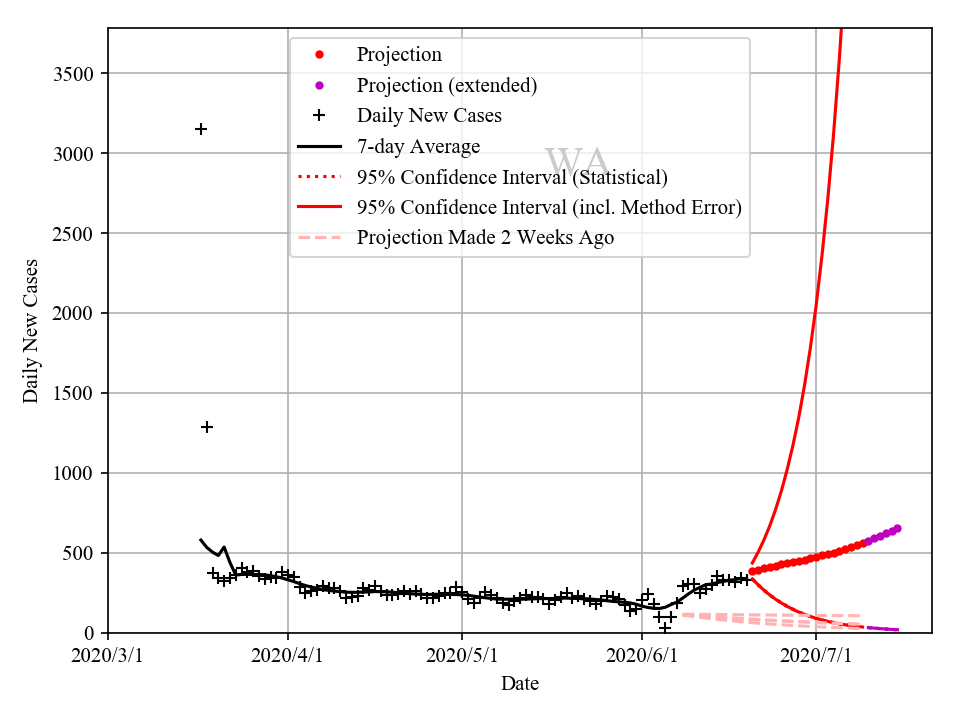 Projection
Projection (extended)
Daily New Cases
7-day Average
WA
95% Confidence Interval (Statistical)
95% Confidence Interval (incl. Method Error)
Projection Made 2 Weeks Ago
Daily New Cases
3500
3000
2500
2000
1500
1000
500
0
2020/3/1
2020/4/1
2020/5/1
2020/6/1
2020/7/1
Date